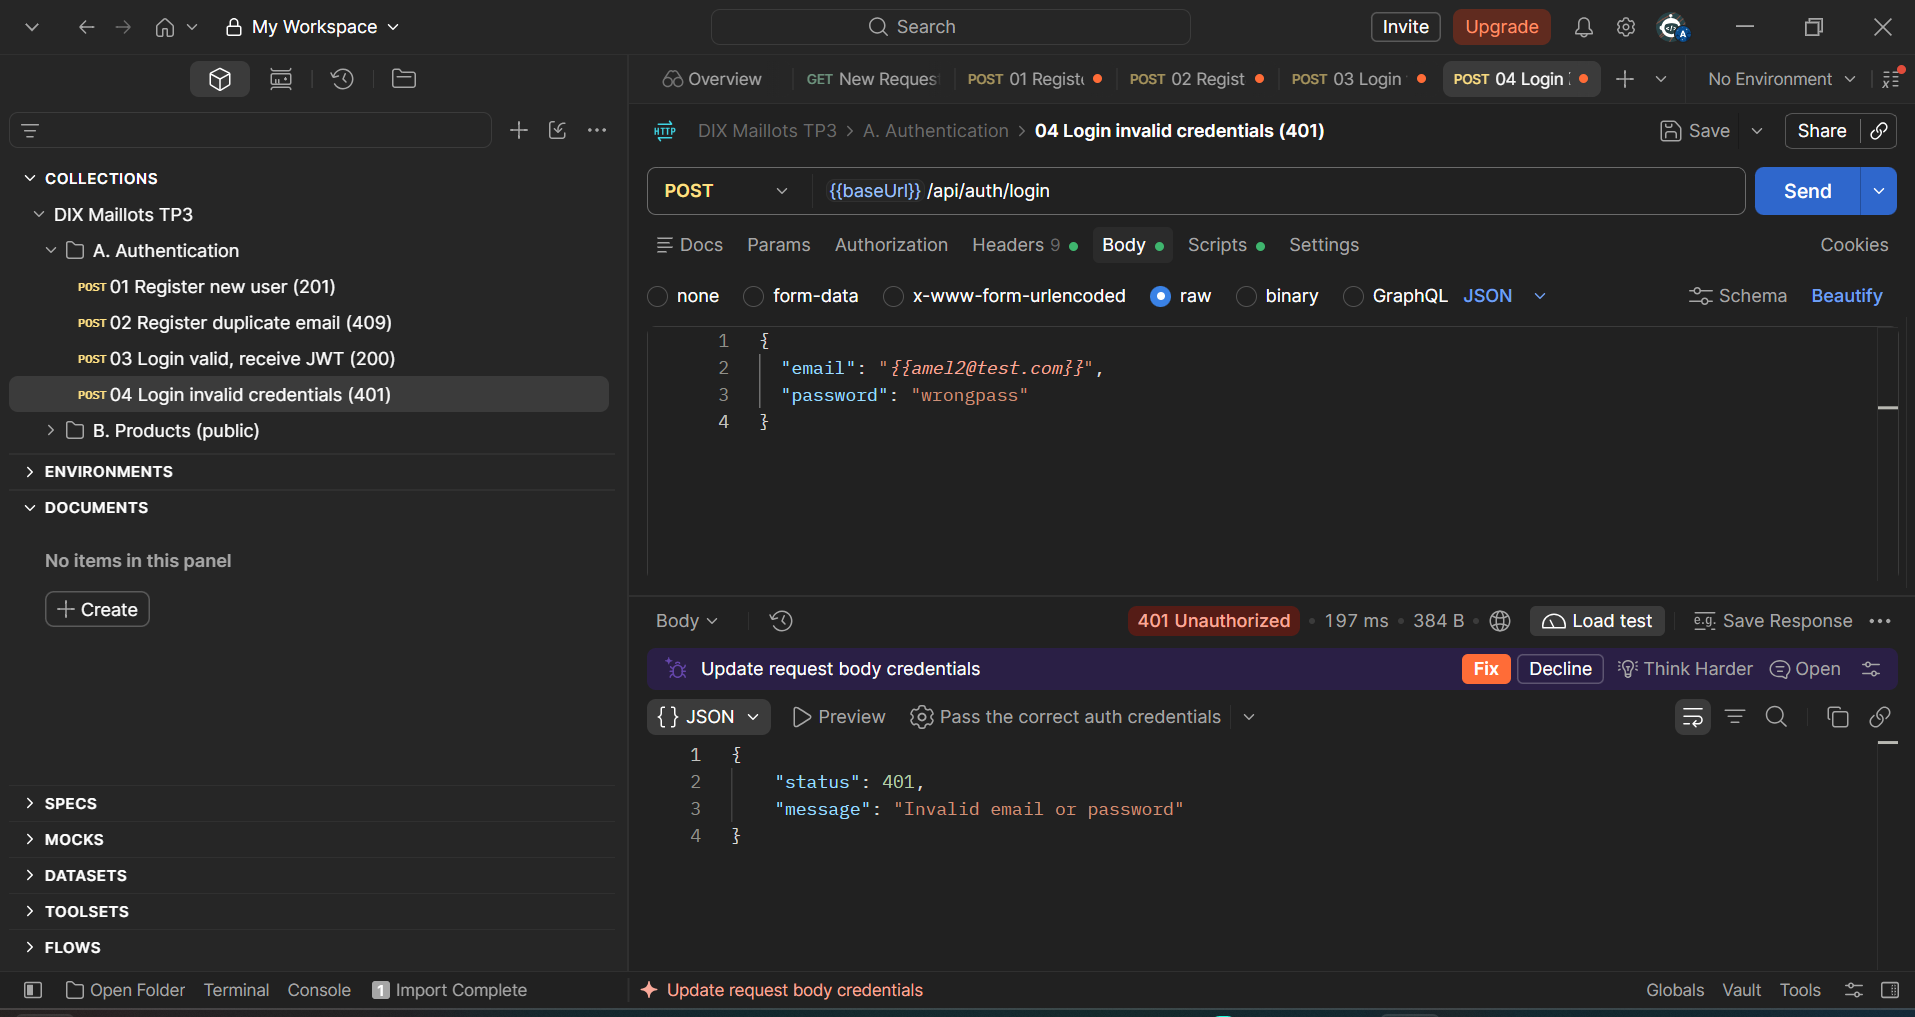 My Workspace
Search
Invite
Upgrade
Overview
GET New Reques
POST 01 Regist
POST 02 Regist
POST 03 Login
POST 04 Login
No Environment
DIX Maillots TP3 > A. Authentication > 04 Login invalid credentials (401)
Save
Share
COLLECTIONS
DIX Maillots TP3
A. Authentication
POST 01 Register new user (201)
POST 02 Register duplicate email (409)
POST 03 Login valid, receive JWT (200)
POST 04 Login invalid credentials (401)
B. Products (public)
ENVIRONMENTS
DOCUMENTS
No items in this panel
Create
SPECS
MOCKS
DATASETS
TOOLSETS
FLOWS
POST
{{baseUrl}} /api/auth/login
Send
Docs Params Authorization Headers 9 Body Scripts Settings
Cookies
none form-data x-www-form-urlencoded raw binary GraphQL JSON
Schema Beautify
1 {
2 "email": "{{amel2@test.com}}",
3 "password": "wrongpass"
4 }
Body
401 Unauthorized • 197 ms • 384 B
Load test
e.g. Save Response
Update request body credentials
Fix Decline Think Harder Open
{} JSON Preview Pass the correct auth credentials
1 {
2 "status": 401,
3 "message": "Invalid email or password"
4 }
Open Folder Terminal Console 1 Import Complete
Update request body credentials
Globals Vault Tools